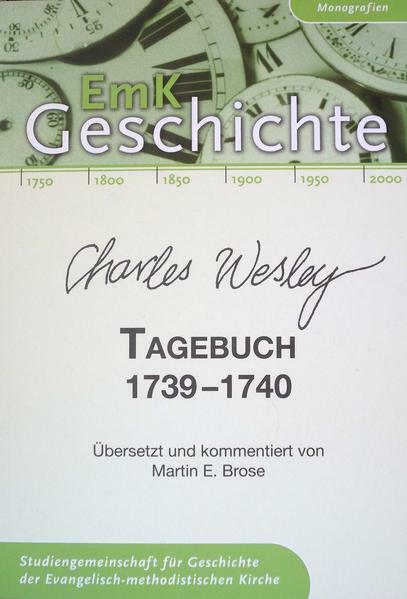 Monografien
EmK
Geschichte
1750 1800 1850 1900 1950 2000
Charles Wesley
TAGEBUCH
1739–1740
Übersetzt und kommentiert von
Martin E. Brose
Studiengemeinschaft für Geschichte
der Evangelisch-methodistischen Kirche